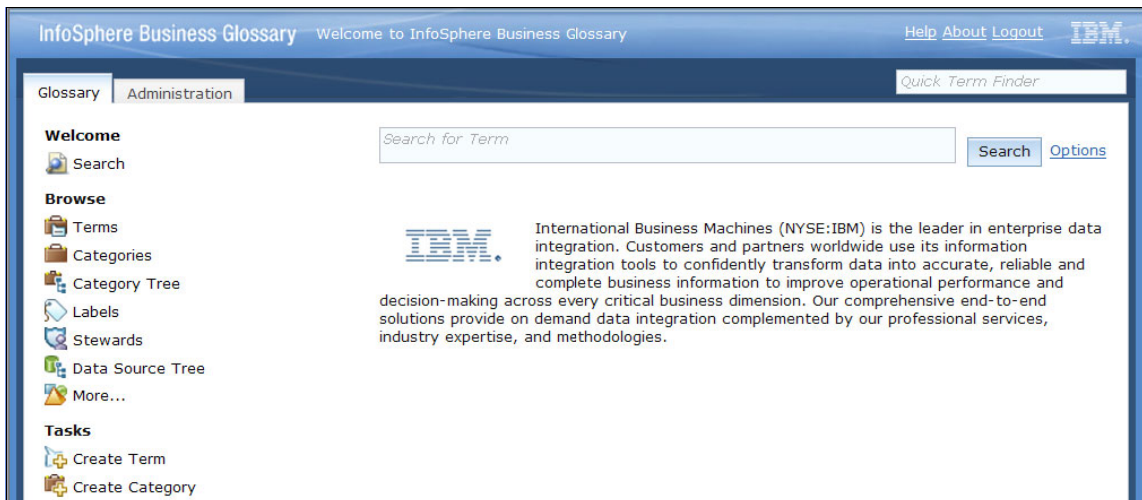 InfoSphere Business Glossary Welcome to InfoSphere Business Glossary Help About Logout IBM.
Quick Term Finder
Glossary Administration
Welcome
Search
Browse
Terms
Categories
Category Tree
Labels
Stewards
Data Source Tree
More...
Tasks
Create Term
Create Category
Search for Term
Search Options
IBM.
International Business Machines (NYSE:IBM) is the leader in enterprise data
integration. Customers and partners worldwide use its information
integration tools to confidently transform data into accurate, reliable and
complete business information to improve operational performance and
decision-making across every critical business dimension. Our comprehensive end-to-end
solutions provide on demand data integration complemented by our professional services,
industry expertise, and methodologies.